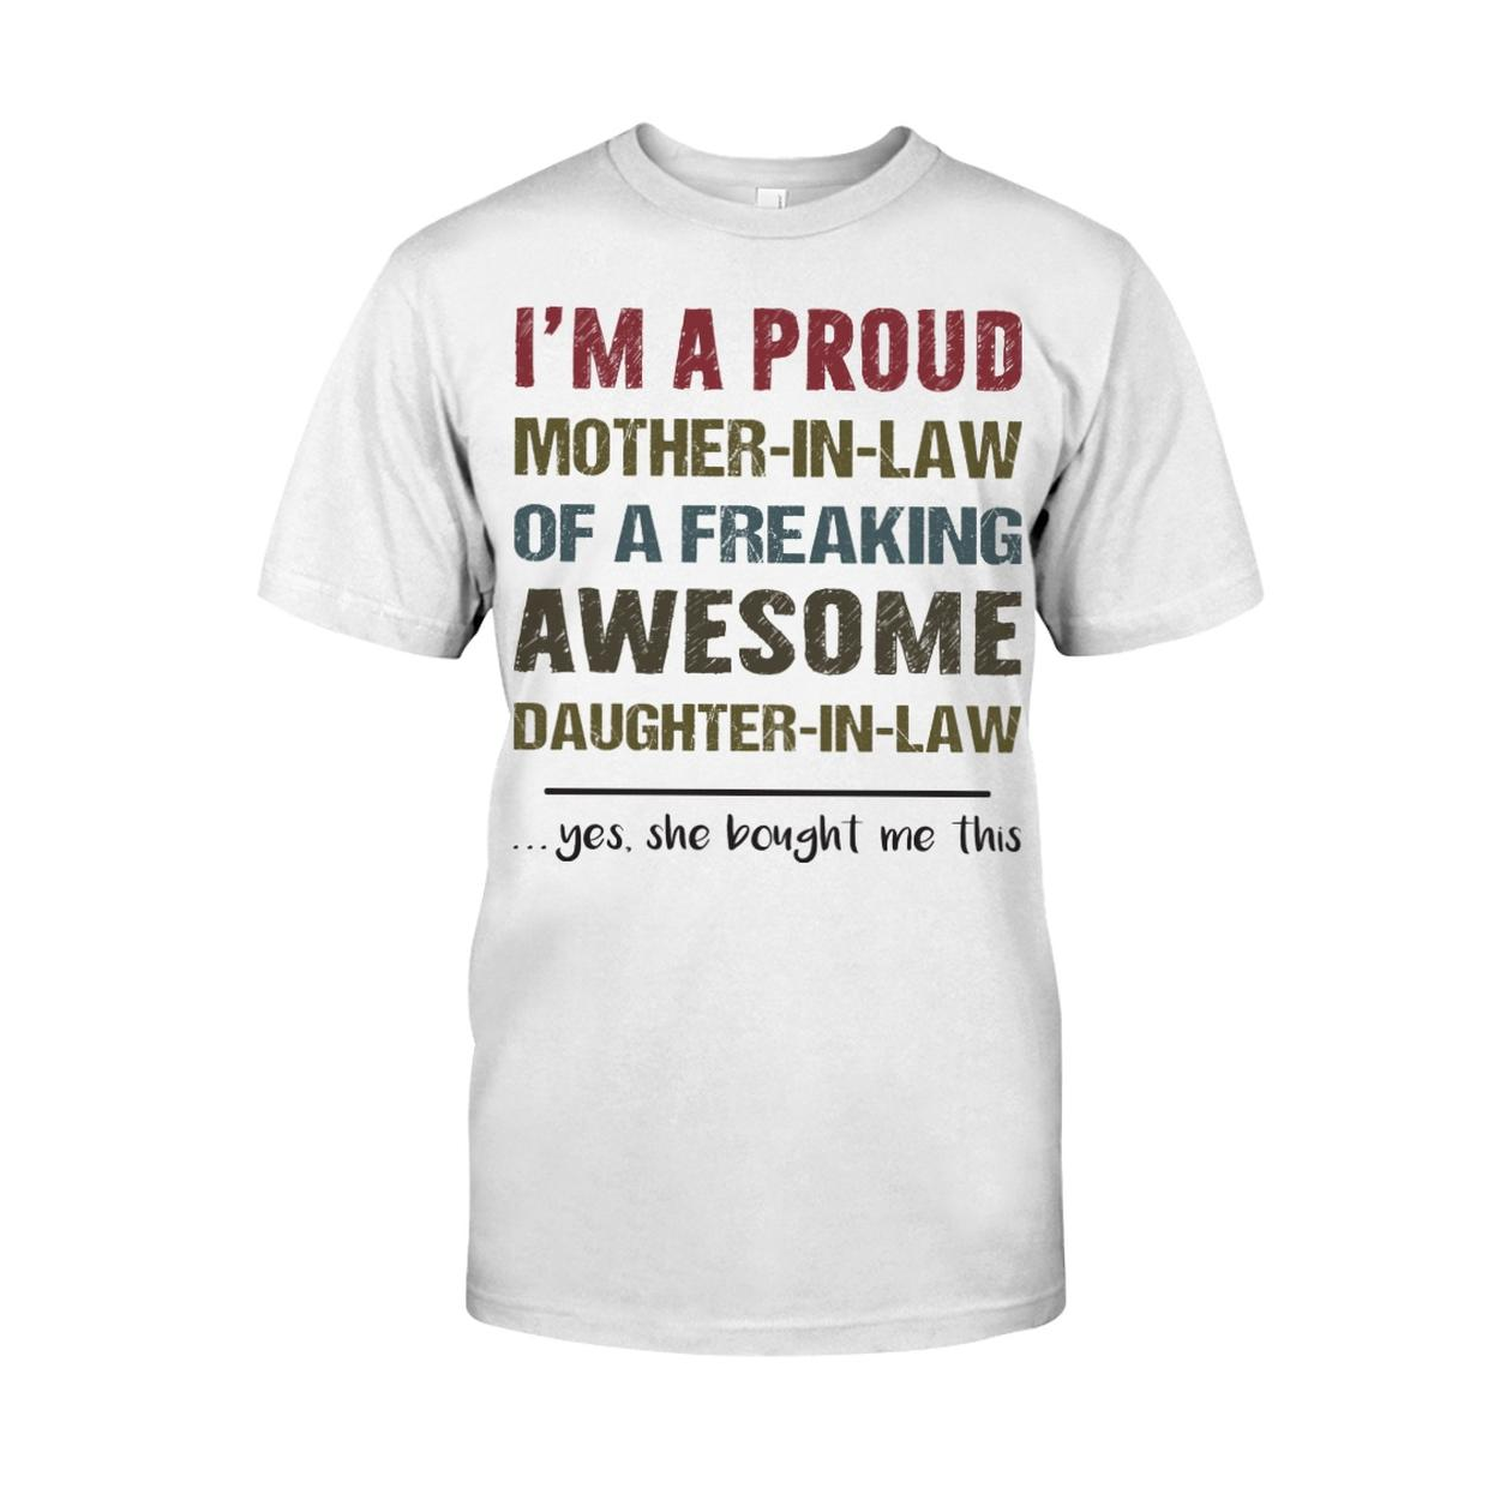 I'M A PROUD
MOTHER-IN-LAW
OF A FREAKING
AWESOME
DAUGHTER-IN-LAW
...yes, she bought me this